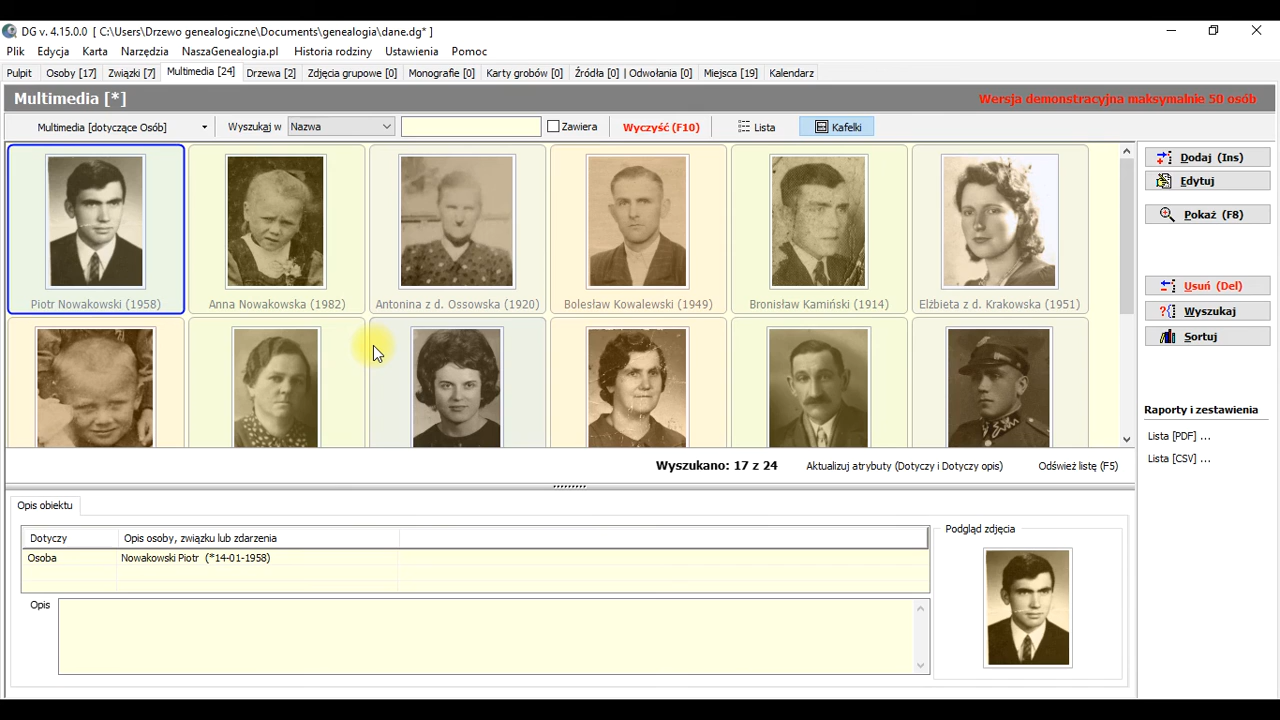 DG v. 4.15.0.0 [ C:\Users\Drzewo genealogiczne\Documents\genealogia\dane.dg* ]
Plik Edycja Karta Narzędzia NaszaGenealogia.pl Historia rodziny Ustawienia Pomoc
Pulpit Osoby [17] Związki [7] Multimedia [24] Drzewa [2] Zdjęcia grupowe [0] Monografie [0] Karty grobów [0] Źródła [0] | Odwołania [0] Miejsca [19] Kalendarz
Multimedia [*] Wersja demonstracyjna maksymalnie 50 osób
Multimedia [dotyczące Osób] Wyszukaj w Nazwa Zawiera Wyczyść (F10) Lista Kafelki
Dodaj (Ins)
Edytuj
Pokaż (F8)
Usuń (Del)
Wyszukaj
Sortuj
Raporty i zestawienia
Lista [PDF] ...
Lista [CSV] ...
Piotr Nowakowski (1958) Anna Nowakowska (1982) Antonina z d. Ossowska (1920) Bolesław Kowalewski (1949) Bronisław Kamiński (1914) Elżbieta z d. Krakowska (1951)
Wyszukano: 17 z 24 Aktualizuj atrybuty (Dotyczy i Dotyczy opis) Odśwież listę (F5)
Opis obiektu
Dotyczy Opis osoby, związku lub zdarzenia
Osoba Nowakowski Piotr (*14-01-1958)
Opis
Podgląd zdjęcia